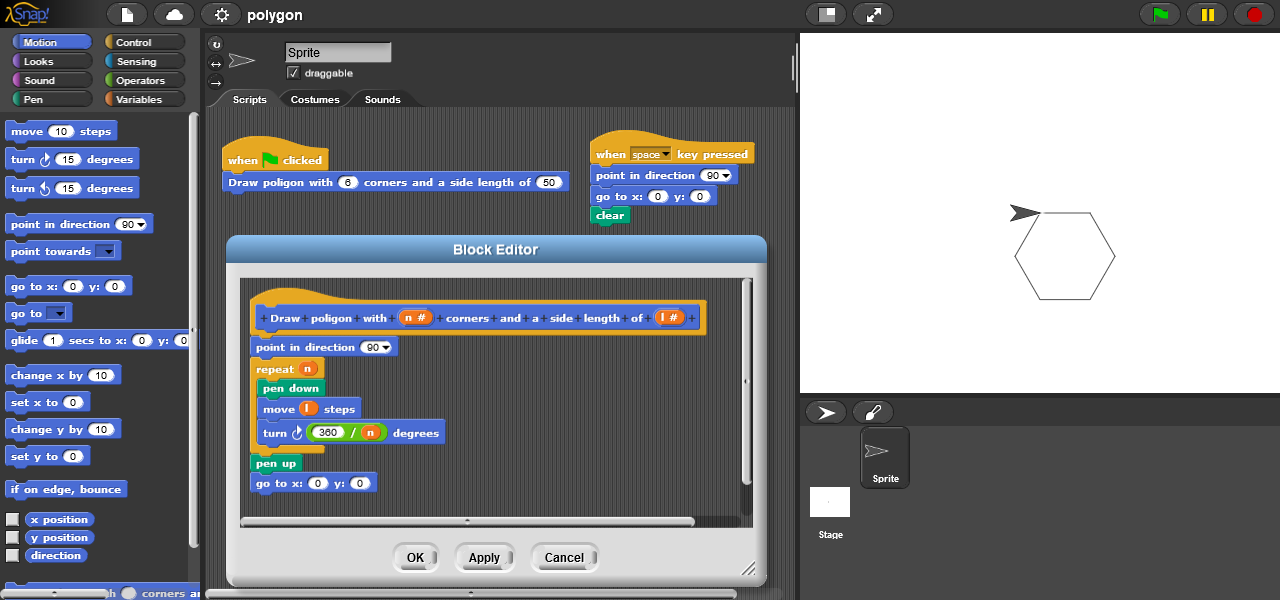 Snap! polygon
Motion Control
Looks Sensing
Sound Operators
Pen Variables
move 10 steps
turn 15 degrees
turn 15 degrees
point in direction 90
point towards
go to x: 0 y: 0
go to
glide 1 secs to x: 0 y: 0
change x by 10
set x to 0
change y by 10
set y to 0
if on edge, bounce
x position
y position
direction
corners
Sprite
draggable
Scripts Costumes Sounds
when clicked
Draw poligon with 6 corners and a side length of 50
when space key pressed
point in direction 90
go to x: 0 y: 0
clear
Block Editor
+ Draw + poligon + with + n # + corners + and + a + side + length + of + l # +
point in direction 90
repeat n
pen down
move l steps
turn 360 / n degrees
pen up
go to x: 0 y: 0
OK Apply Cancel
Sprite
Stage